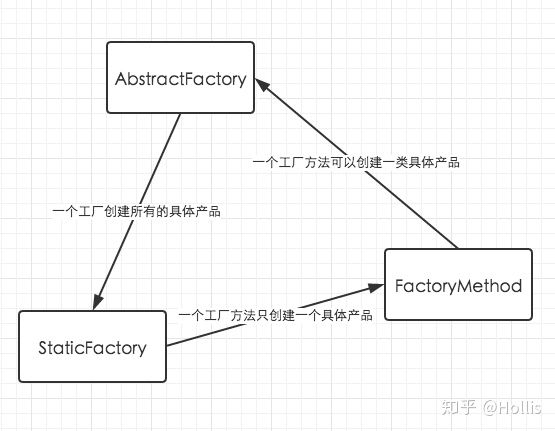 AbstractFactory
一个工厂方法可以创建一类具体产品
一个工厂创建所有的具体产品
FactoryMethod
一个工厂方法只创建一个具体产品
StaticFactory
知乎 @Hollis